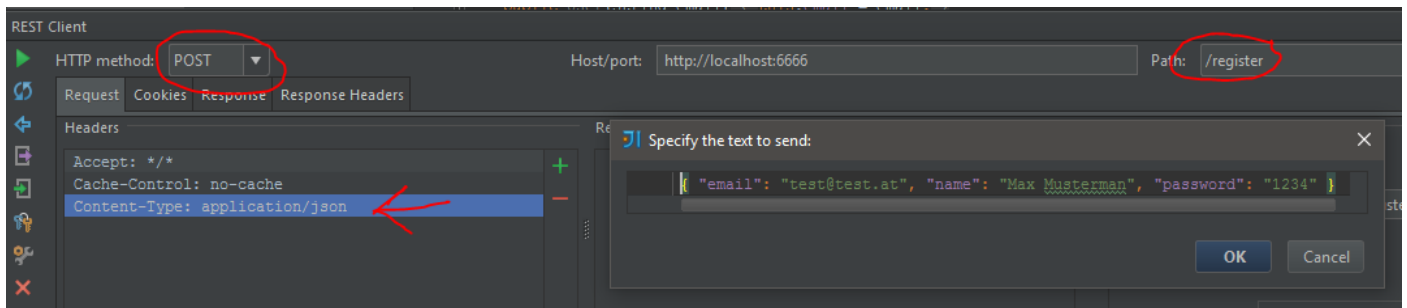 REST Client
HTTP method: POST Host/port: http://localhost:6666 Path: /register
Request Cookies Response Response Headers
Headers
Accept: */*
Cache-Control: no-cache
Content-Type: application/json
Specify the text to send:
{ "email": "test@test.at", "name": "Max Musterman", "password": "1234" }
OK Cancel